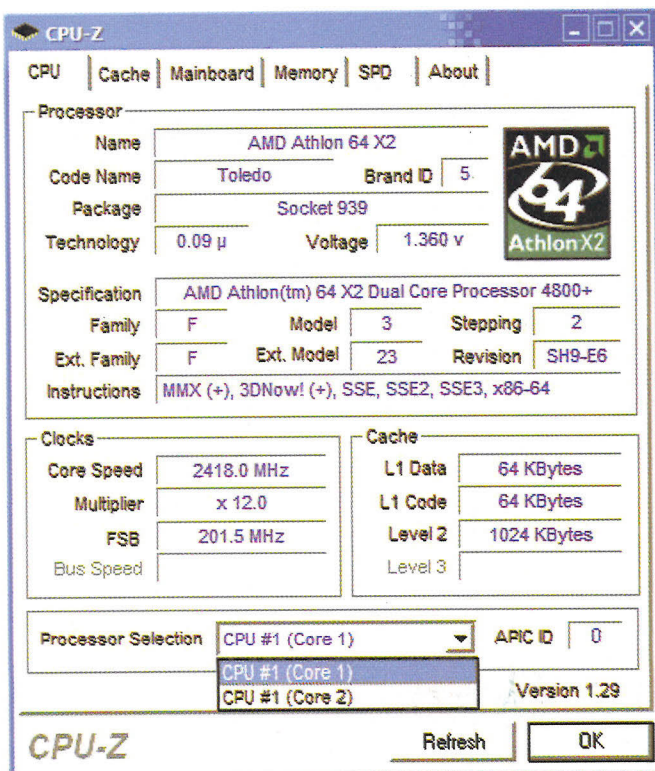 CPU-Z
CPU Cache Mainboard Memory SPD About
Processor
Name AMD Athlon 64 X2
Code Name Toledo Brand ID 5
Package Socket 939
Technology 0.09 µ Voltage 1.360 v
AMD
64
Athlon X2
Specification AMD Athlon(tm) 64 X2 Dual Core Processor 4800+
Family F Model 3 Stepping 2
Ext. Family F Ext. Model 23 Revision SH9-E6
Instructions MMX (+), 3DNow! (+), SSE, SSE2, SSE3, x86-64
Clocks
Core Speed 2418.0 MHz
Multiplier x 12.0
FSB 201.5 MHz
Bus Speed
Cache
L1 Data 64 KBytes
L1 Code 64 KBytes
Level 2 1024 KBytes
Level 3
Processor Selection CPU #1 (Core 1) APIC ID 0
CPU #1 (Core 1)
CPU #1 (Core 2)
Version 1.29
CPU-Z Refresh OK